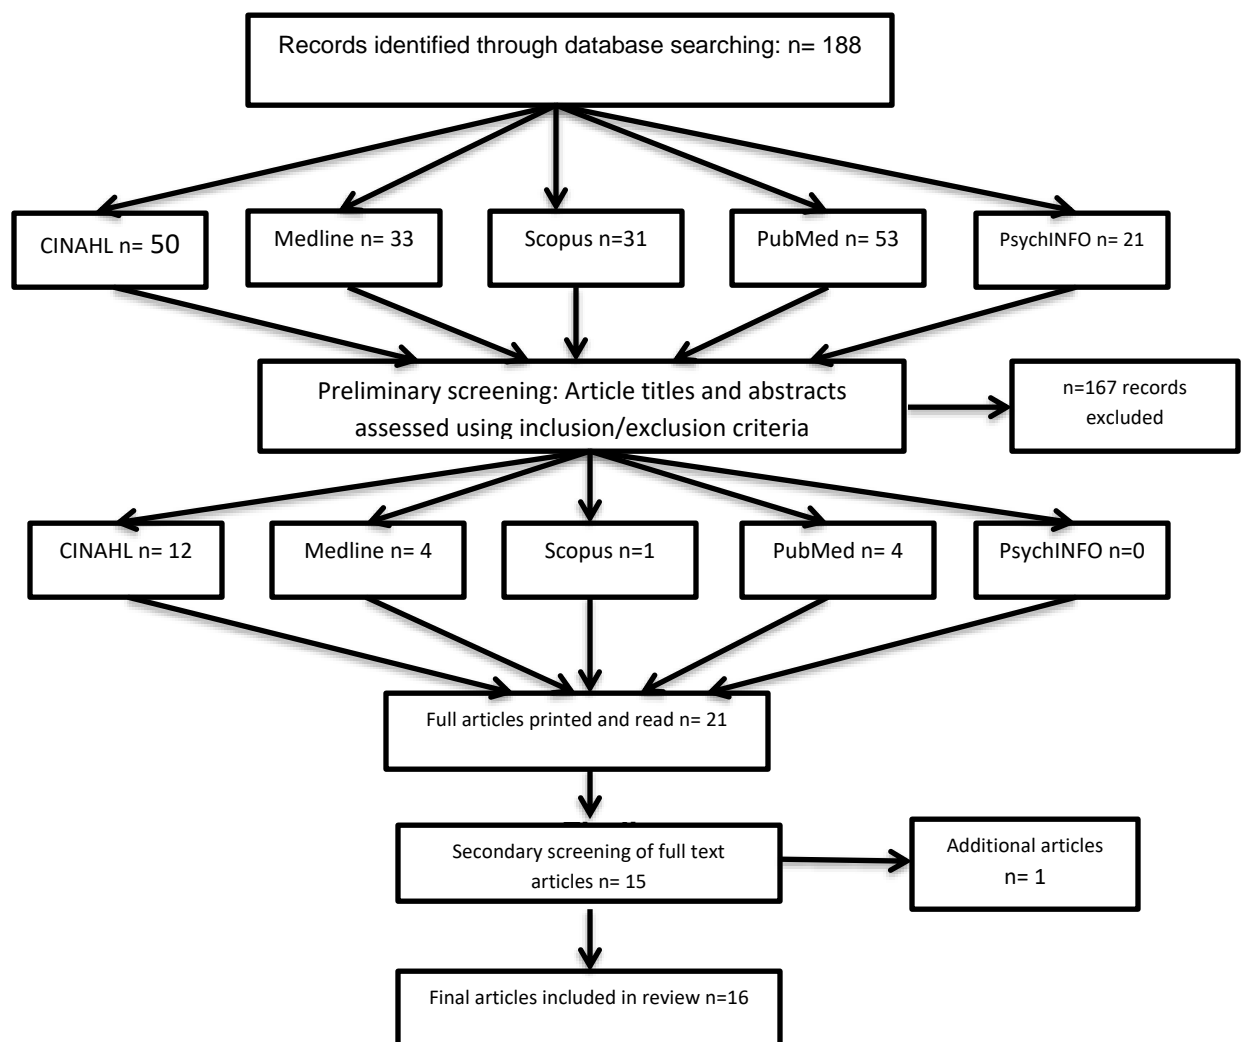 Records identified through database searching: n= 188
CINAHL n= 50
Medline n= 33
Scopus n=31
PubMed n= 53
PsychINFO n= 21
Preliminary screening: Article titles and abstracts
assessed using inclusion/exclusion criteria
n=167 records
excluded
CINAHL n= 12
Medline n= 4
Scopus n=1
PubMed n= 4
PsychINFO n=0
Full articles printed and read n= 21
Secondary screening of full text
articles n= 15
Additional articles
n= 1
Final articles included in review n=16